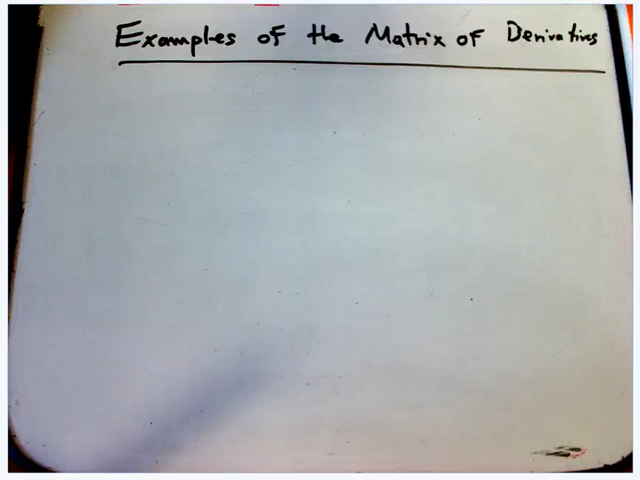 Examples of the Matrix of Derivatives